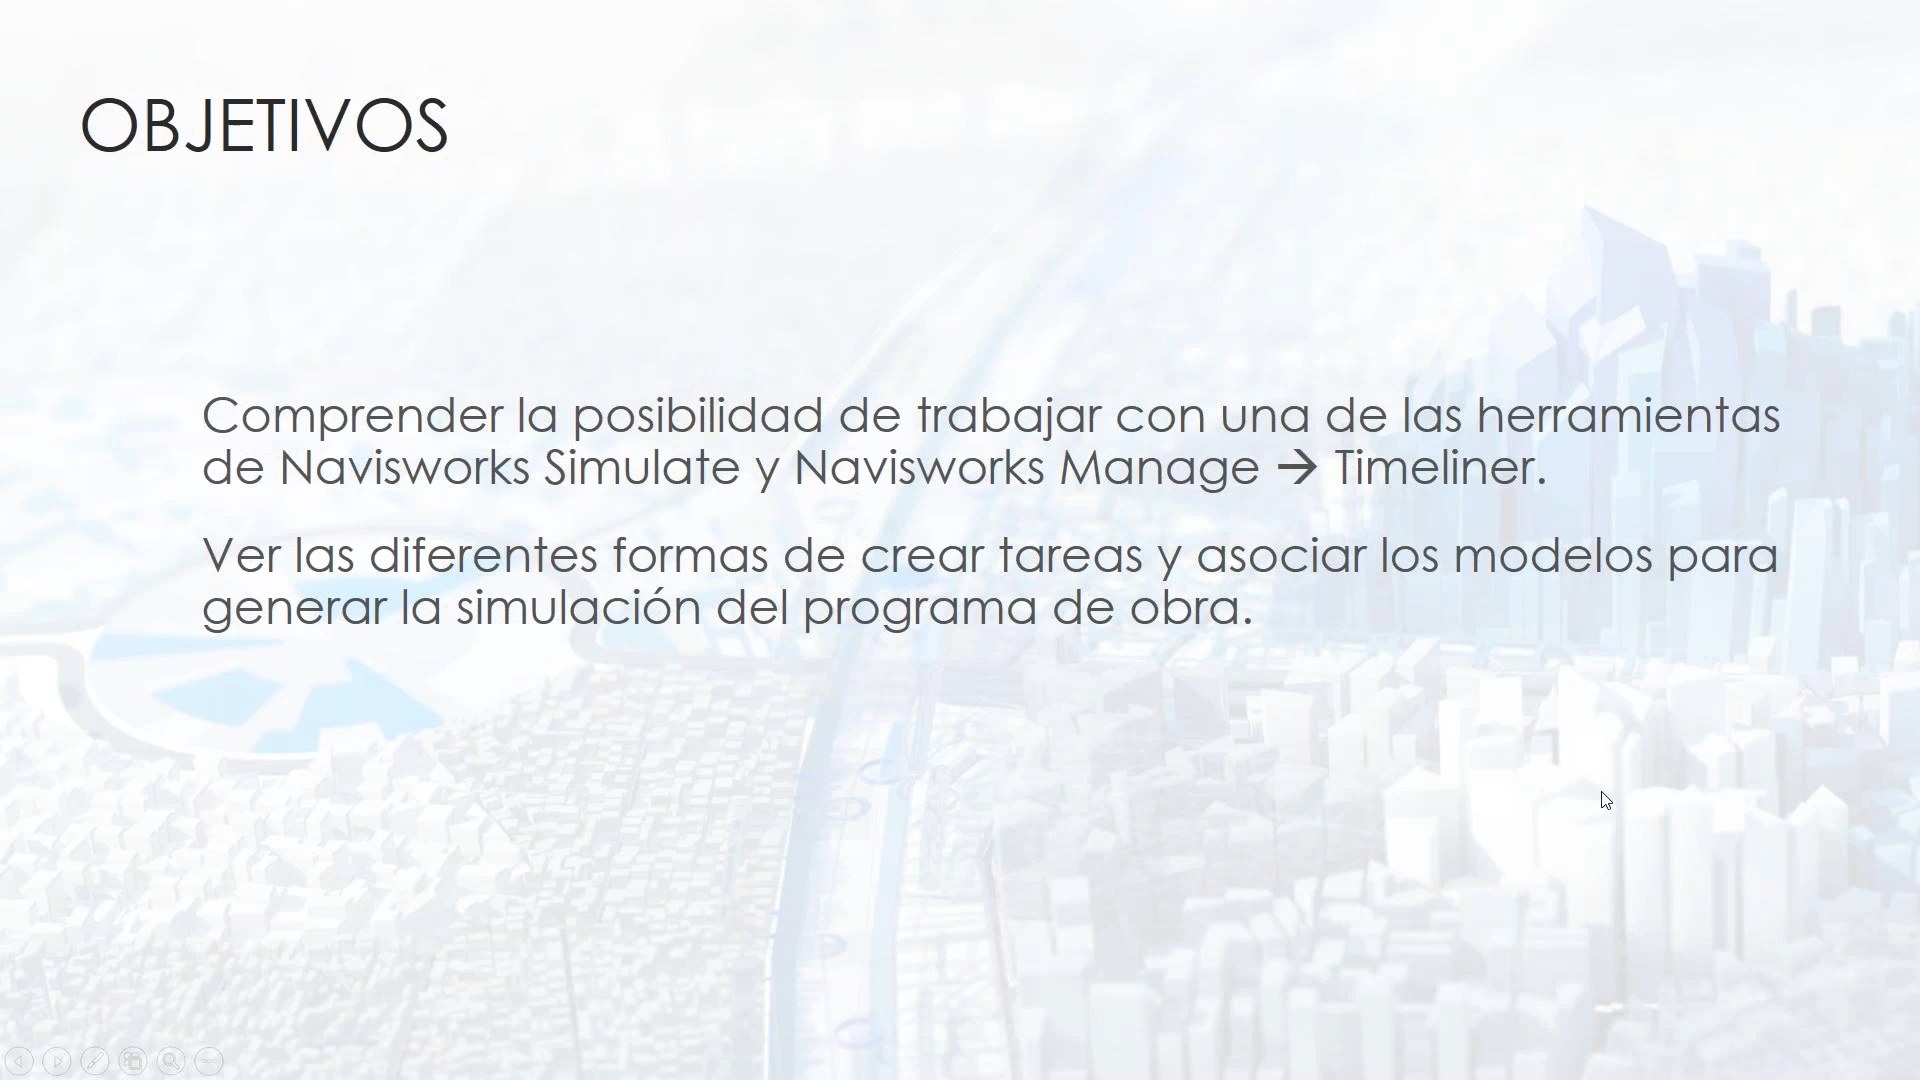 OBJETIVOS
Comprender la posibilidad de trabajar con una de las herramientas
de Navisworks Simulate y Navisworks Manage → Timeliner.
Ver las diferentes formas de crear tareas y asociar los modelos para
generar la simulación del programa de obra.